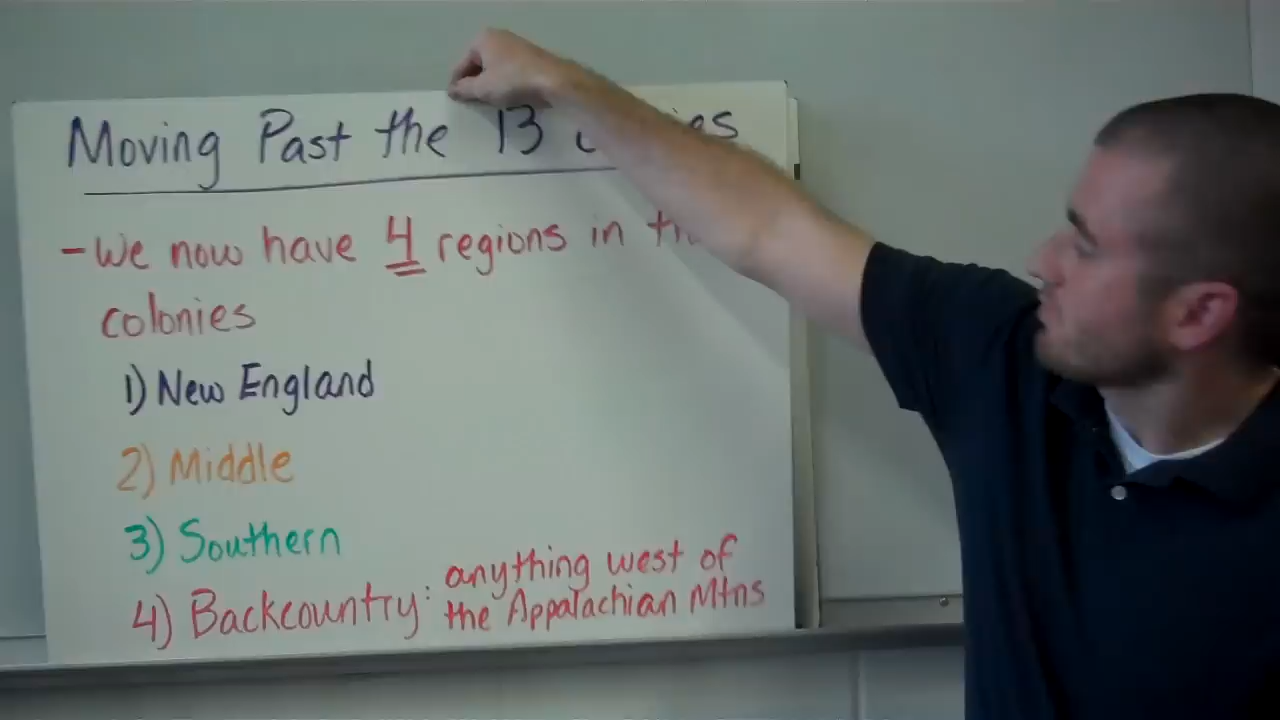 Moving Past the 13
- We now have 4 regions in
colonies
1) New England
2) Middle
3) Southern
4) Backcountry: anything west of
the Appalachian Mtns